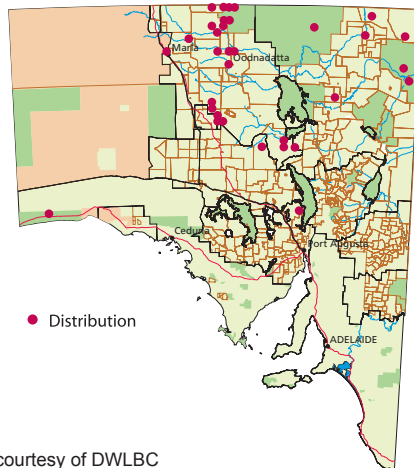 Marla
Oodnadatta
Ceduna
Port Augusta
Distribution
ADELAIDE
courtesy of DWLBC